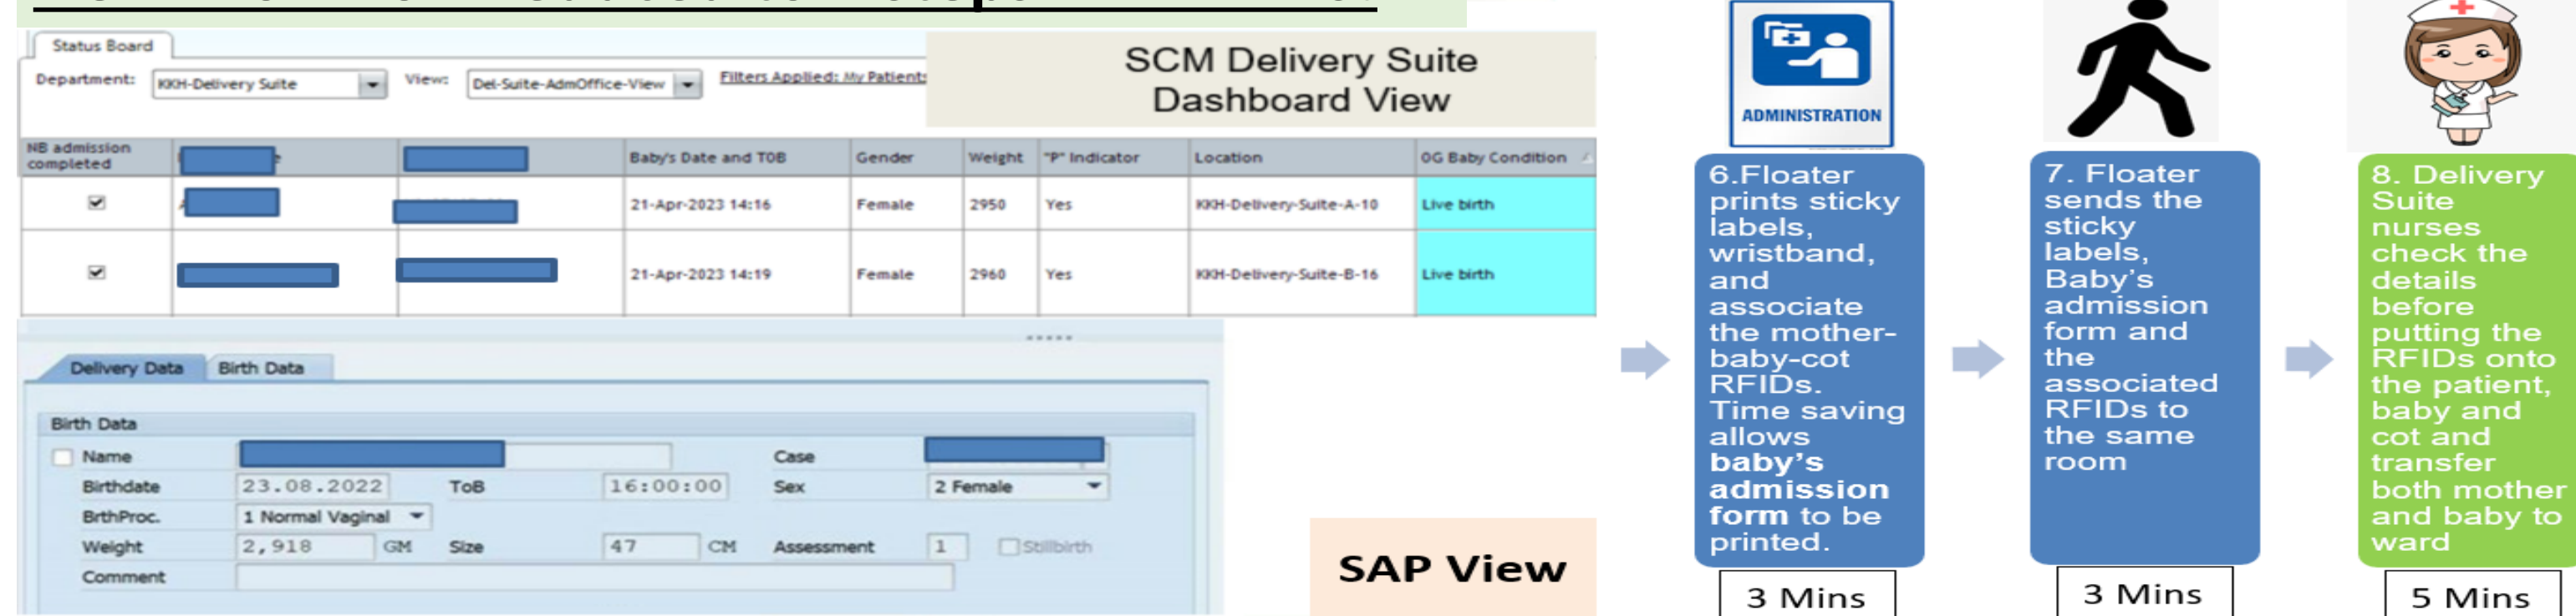 Status Board
SCM Delivery Suite
Dashboard View
Department: KKH-Delivery Suite View: Del-Suite-AdmOffice-View Filters Applied: My Patients
NB admission
completed
Baby's Date and TOB Gender Weight "P" Indicator Location OG Baby Condition
21-Apr-2023 14:16 Female 2950 Yes KKH-Delivery-Suite-A-10 Live birth
21-Apr-2023 14:19 Female 2960 Yes KKH-Delivery-Suite-B-16 Live birth
Delivery Data Birth Data
Birth Data
Name Case
Birthdate 23.08.2022 ToB 16:00:00 Sex 2 Female
BrthProc. 1 Normal Vaginal
Weight 2,918 GM Size 47 CM Assessment 1 Stillbirth
Comment
SAP View
ADMINISTRATION
6.Floater
prints sticky
labels,
wristband,
and
associate
the mother-
baby-cot
RFIDs.
Time saving
allows
baby's
admission
form to be
printed.
3 Mins
7. Floater
sends the
sticky
labels,
Baby's
admission
form and
the
associated
RFIDs to
the same
room
3 Mins
8. Delivery
Suite
nurses
check the
details
before
putting the
RFIDs onto
the patient,
baby and
cot and
transfer
both mother
and baby to
ward
5 Mins